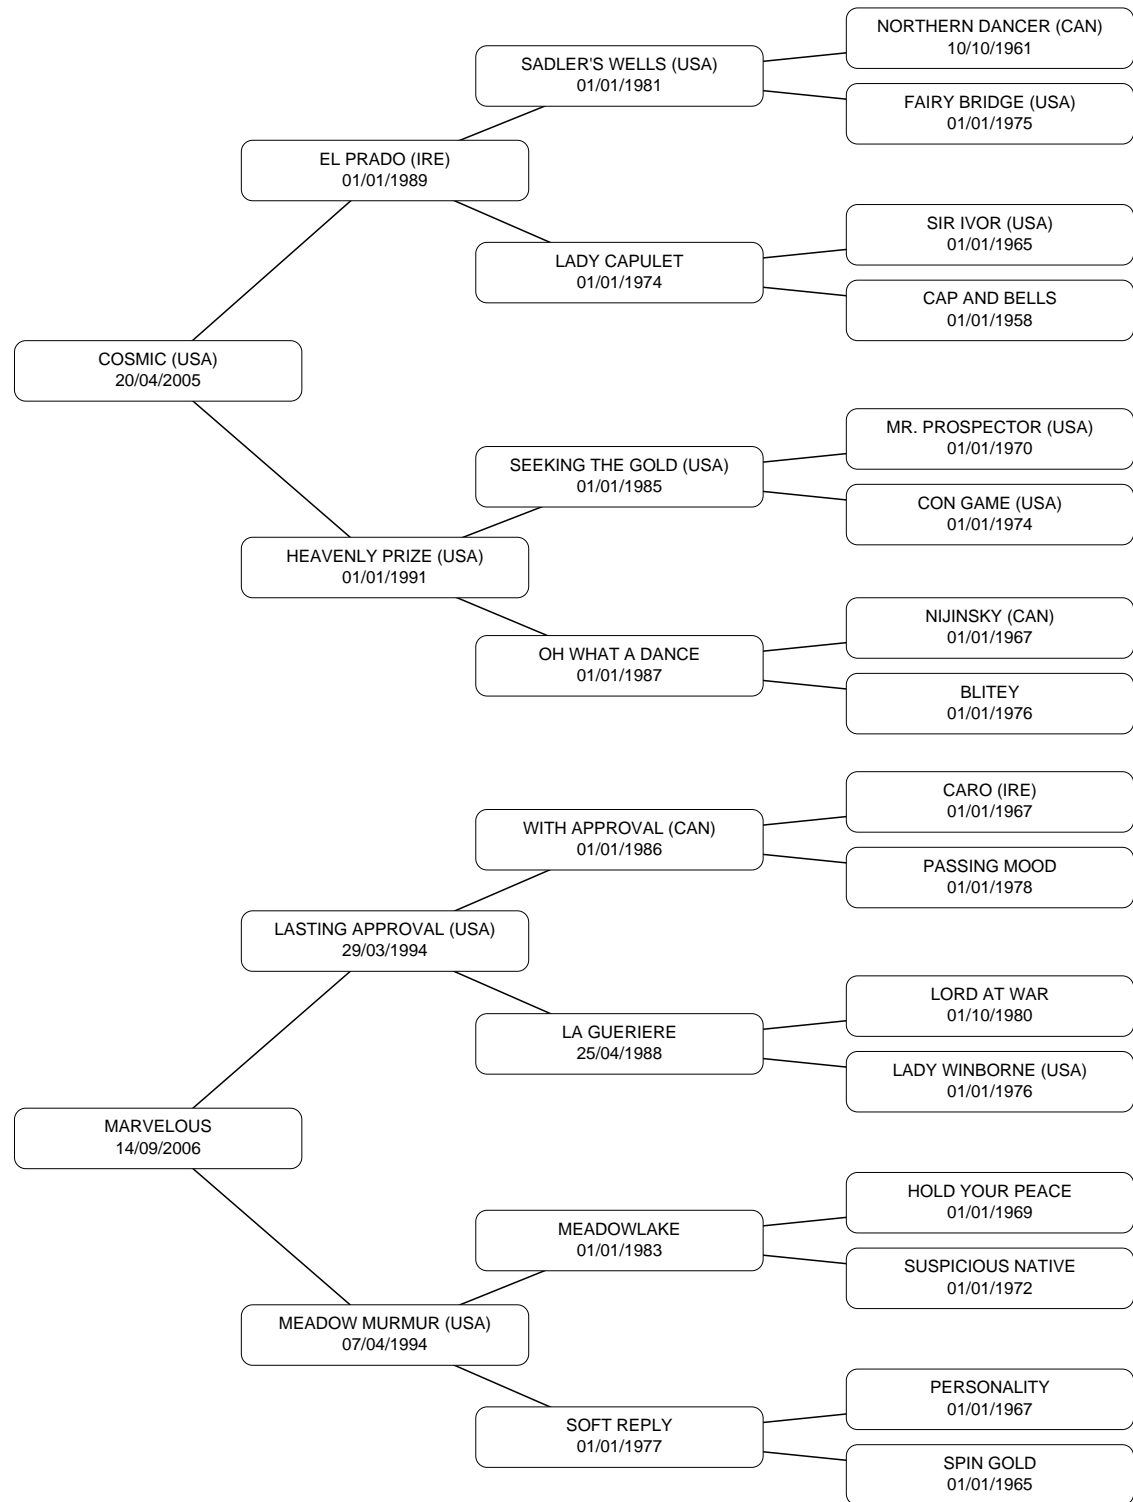 NORTHERN DANCER (CAN)
10/10/1961
SADLER'S WELLS (USA)
01/01/1981
FAIRY BRIDGE (USA)
01/01/1975
EL PRADO (IRE)
01/01/1989
SIR IVOR (USA)
01/01/1965
LADY CAPULET
01/01/1974
CAP AND BELLS
01/01/1958
COSMIC (USA)
20/04/2005
MR. PROSPECTOR (USA)
01/01/1970
SEEKING THE GOLD (USA)
01/01/1985
CON GAME (USA)
01/01/1974
HEAVENLY PRIZE (USA)
01/01/1991
NIJINSKY (CAN)
01/01/1967
OH WHAT A DANCE
01/01/1987
BLITEY
01/01/1976
CARO (IRE)
01/01/1967
WITH APPROVAL (CAN)
01/01/1986
PASSING MOOD
01/01/1978
LASTING APPROVAL (USA)
29/03/1994
LORD AT WAR
01/10/1980
LA GUERIERE
25/04/1988
LADY WINBORNE (USA)
01/01/1976
MARVELOUS
14/09/2006
HOLD YOUR PEACE
01/01/1969
MEADOWLAKE
01/01/1983
SUSPICIOUS NATIVE
01/01/1972
MEADOW MURMUR (USA)
07/04/1994
PERSONALITY
01/01/1967
SOFT REPLY
01/01/1977
SPIN GOLD
01/01/1965